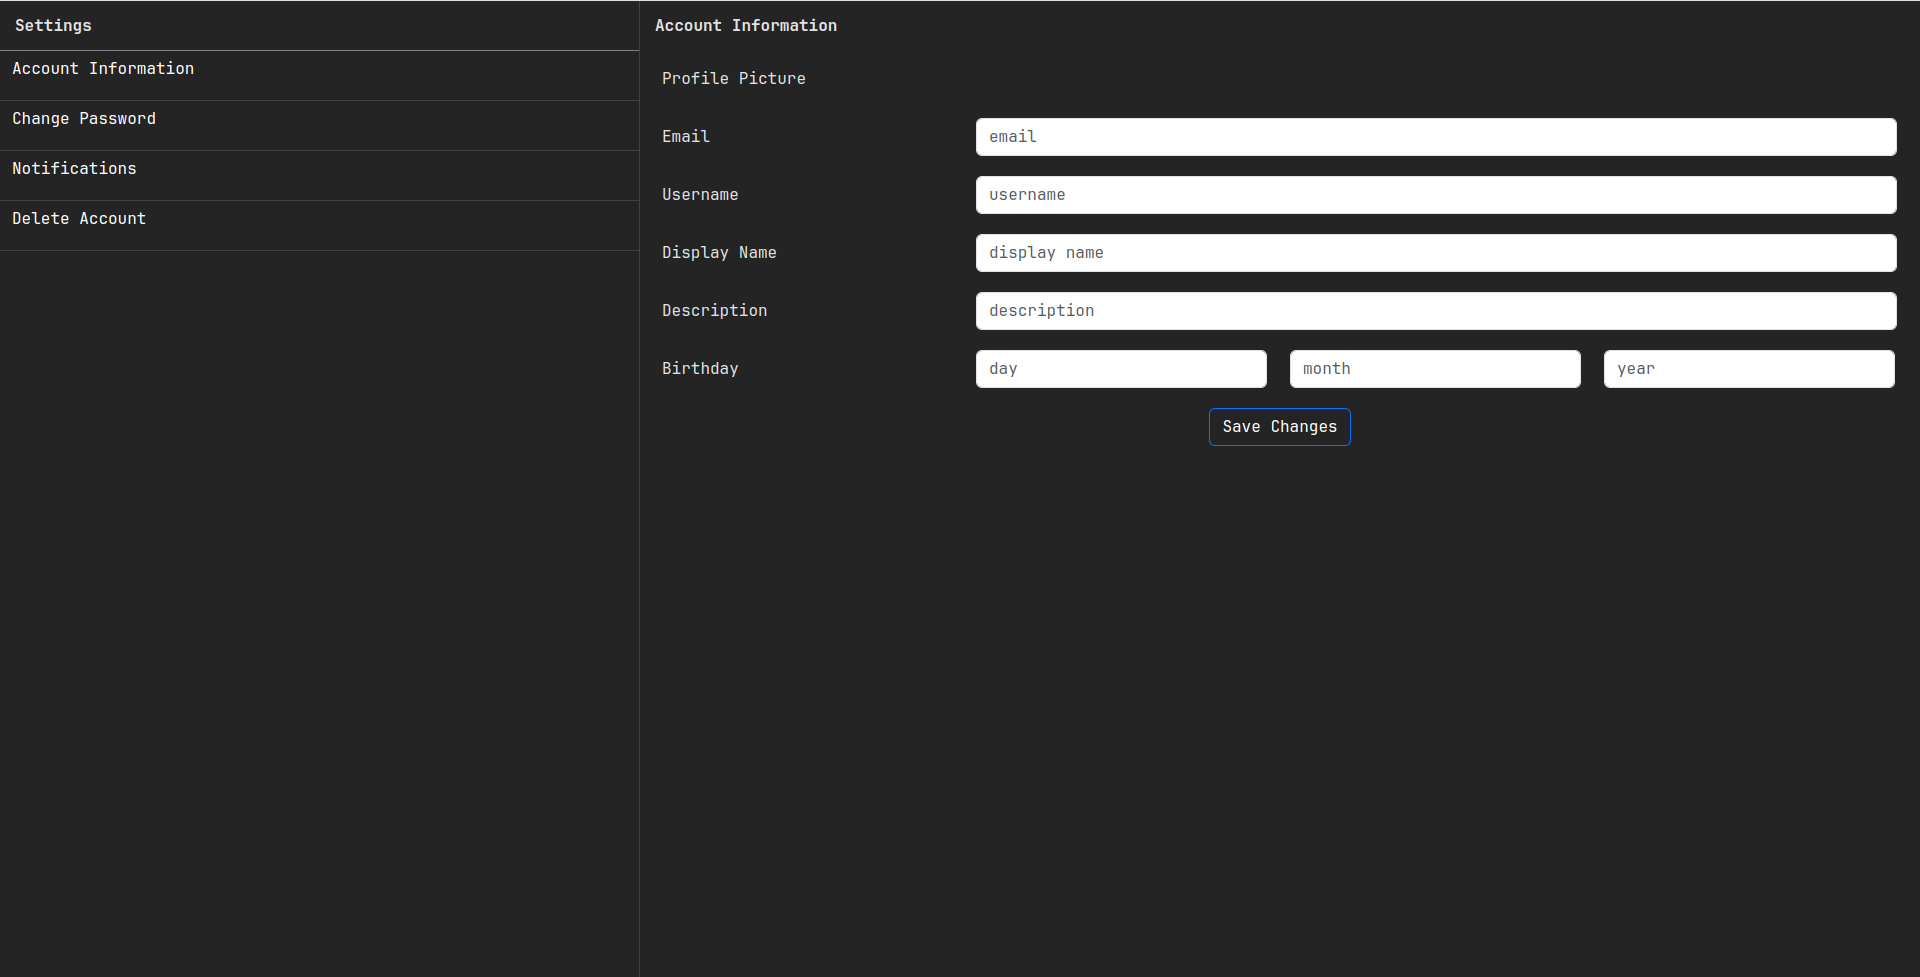 Settings
Account Information
Change Password
Notifications
Delete Account
Account Information
Profile Picture
Email email
Username username
Display Name display name
Description description
Birthday day month year
Save Changes